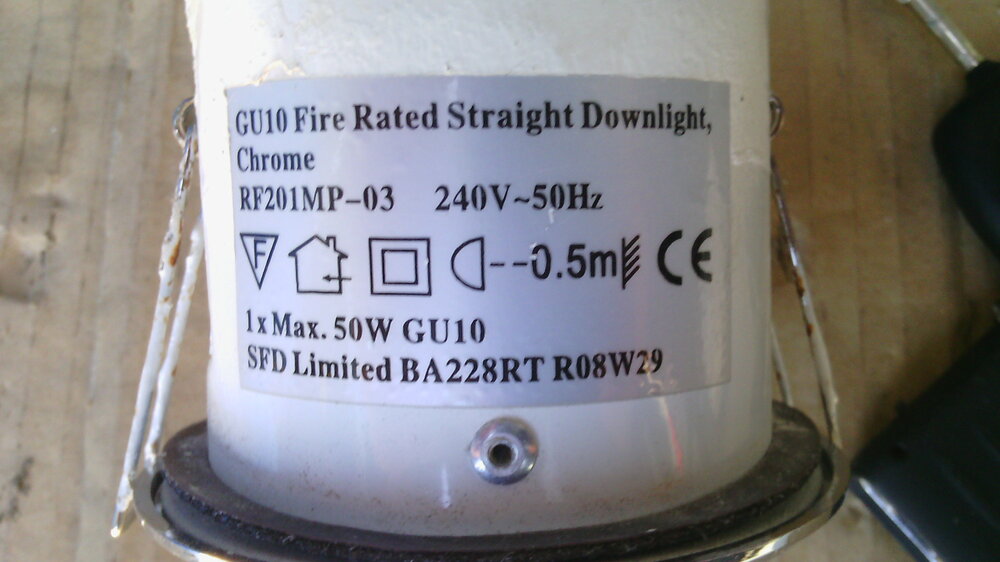 GU10 Fire Rated Straight Downlight,
Chrome
RF201MP-03 240V~50Hz
F 0.5m CE
1 x Max. 50W GU10
SFD Limited BA228RT R08W29